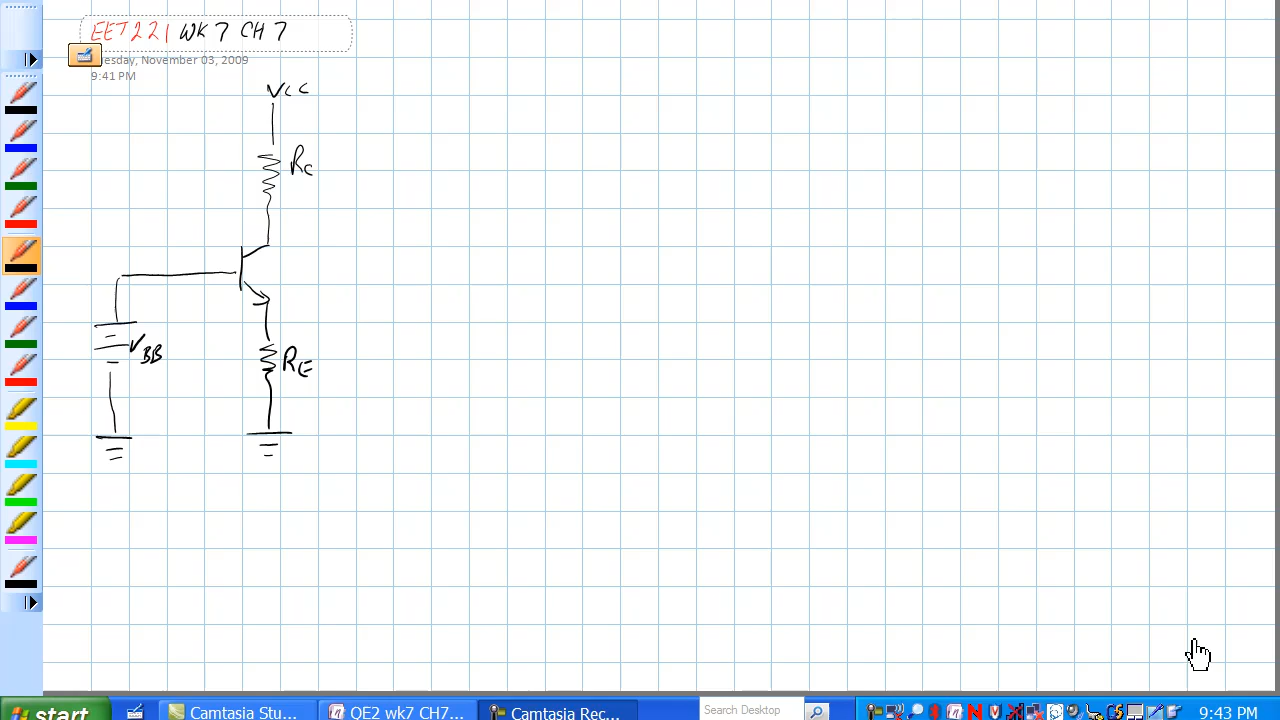 EET221 WK 7 CH 7
esday, November 03, 2009
9:41 PM
VCC
RC
VBB
RE
start
Camtasia Stu...
QE2 wk7 CH7...
Camtasia Rec...
Search Desktop
9:43 PM